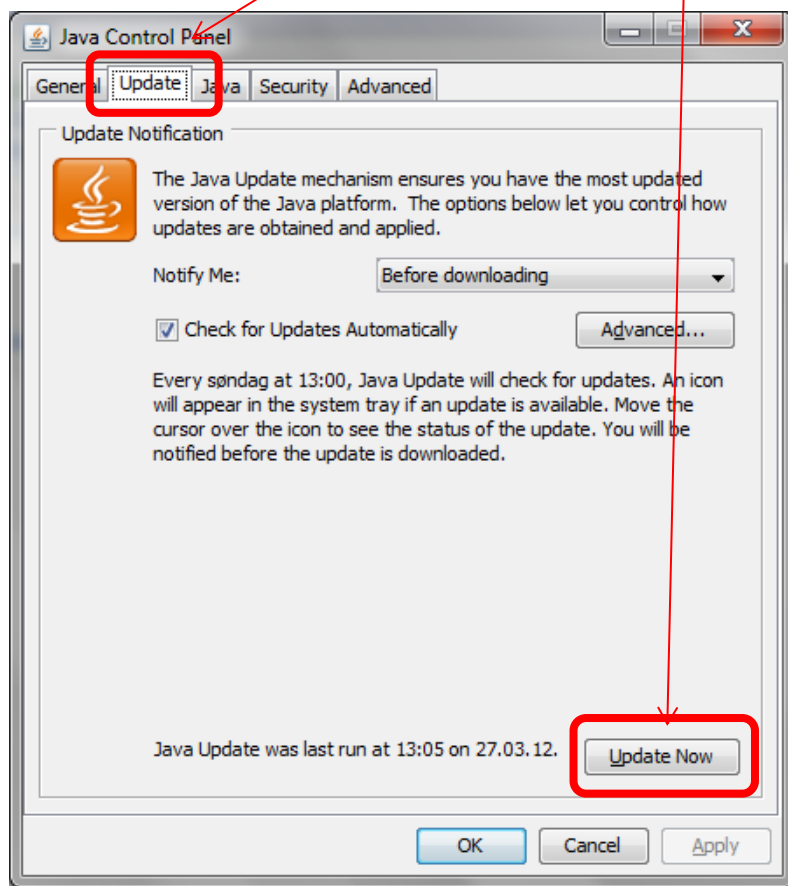 Java Control Panel
General Update Java Security Advanced
Update Notification
The Java Update mechanism ensures you have the most updated
version of the Java platform. The options below let you control how
updates are obtained and applied.
Notify Me: Before downloading
Check for Updates Automatically Advanced...
Every søndag at 13:00, Java Update will check for updates. An icon
will appear in the system tray if an update is available. Move the
cursor over the icon to see the status of the update. You will be
notified before the update is downloaded.
Java Update was last run at 13:05 on 27.03.12. Update Now
OK Cancel Apply